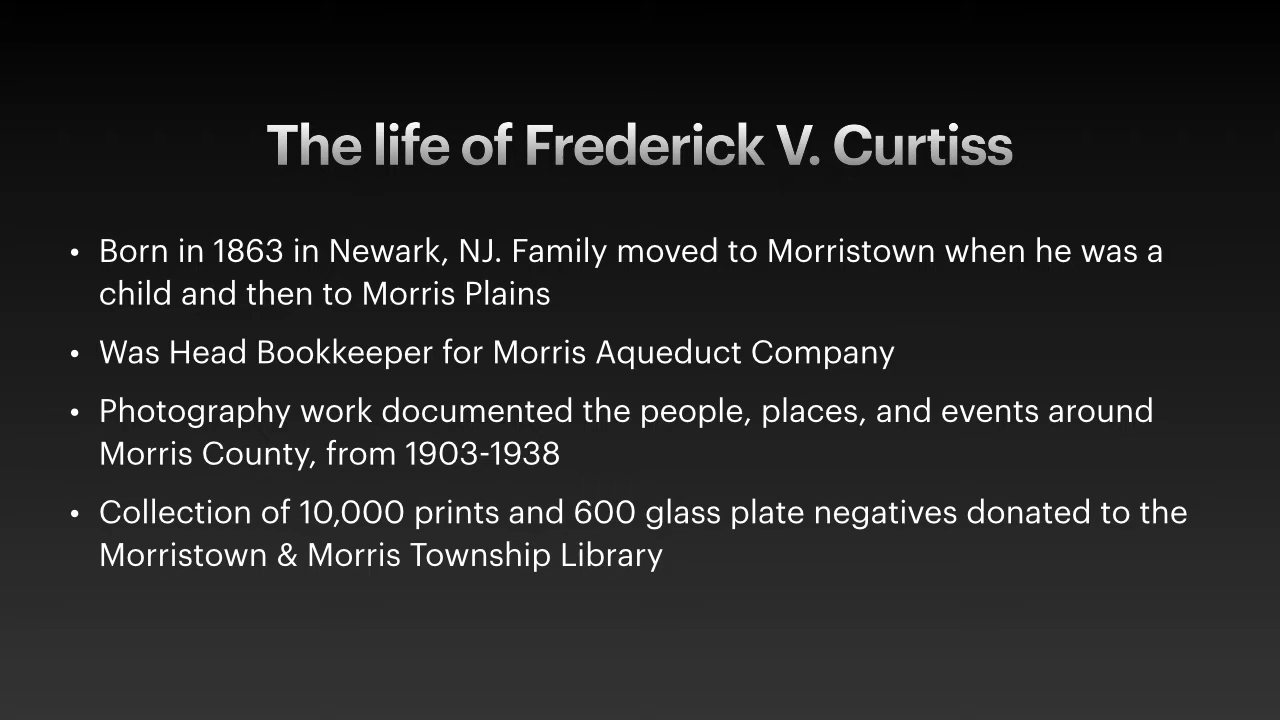 The life of Frederick V. Curtiss
• Born in 1863 in Newark, NJ. Family moved to Morristown when he was a
child and then to Morris Plains
• Was Head Bookkeeper for Morris Aqueduct Company
• Photography work documented the people, places, and events around
Morris County, from 1903-1938
• Collection of 10,000 prints and 600 glass plate negatives donated to the
Morristown & Morris Township Library